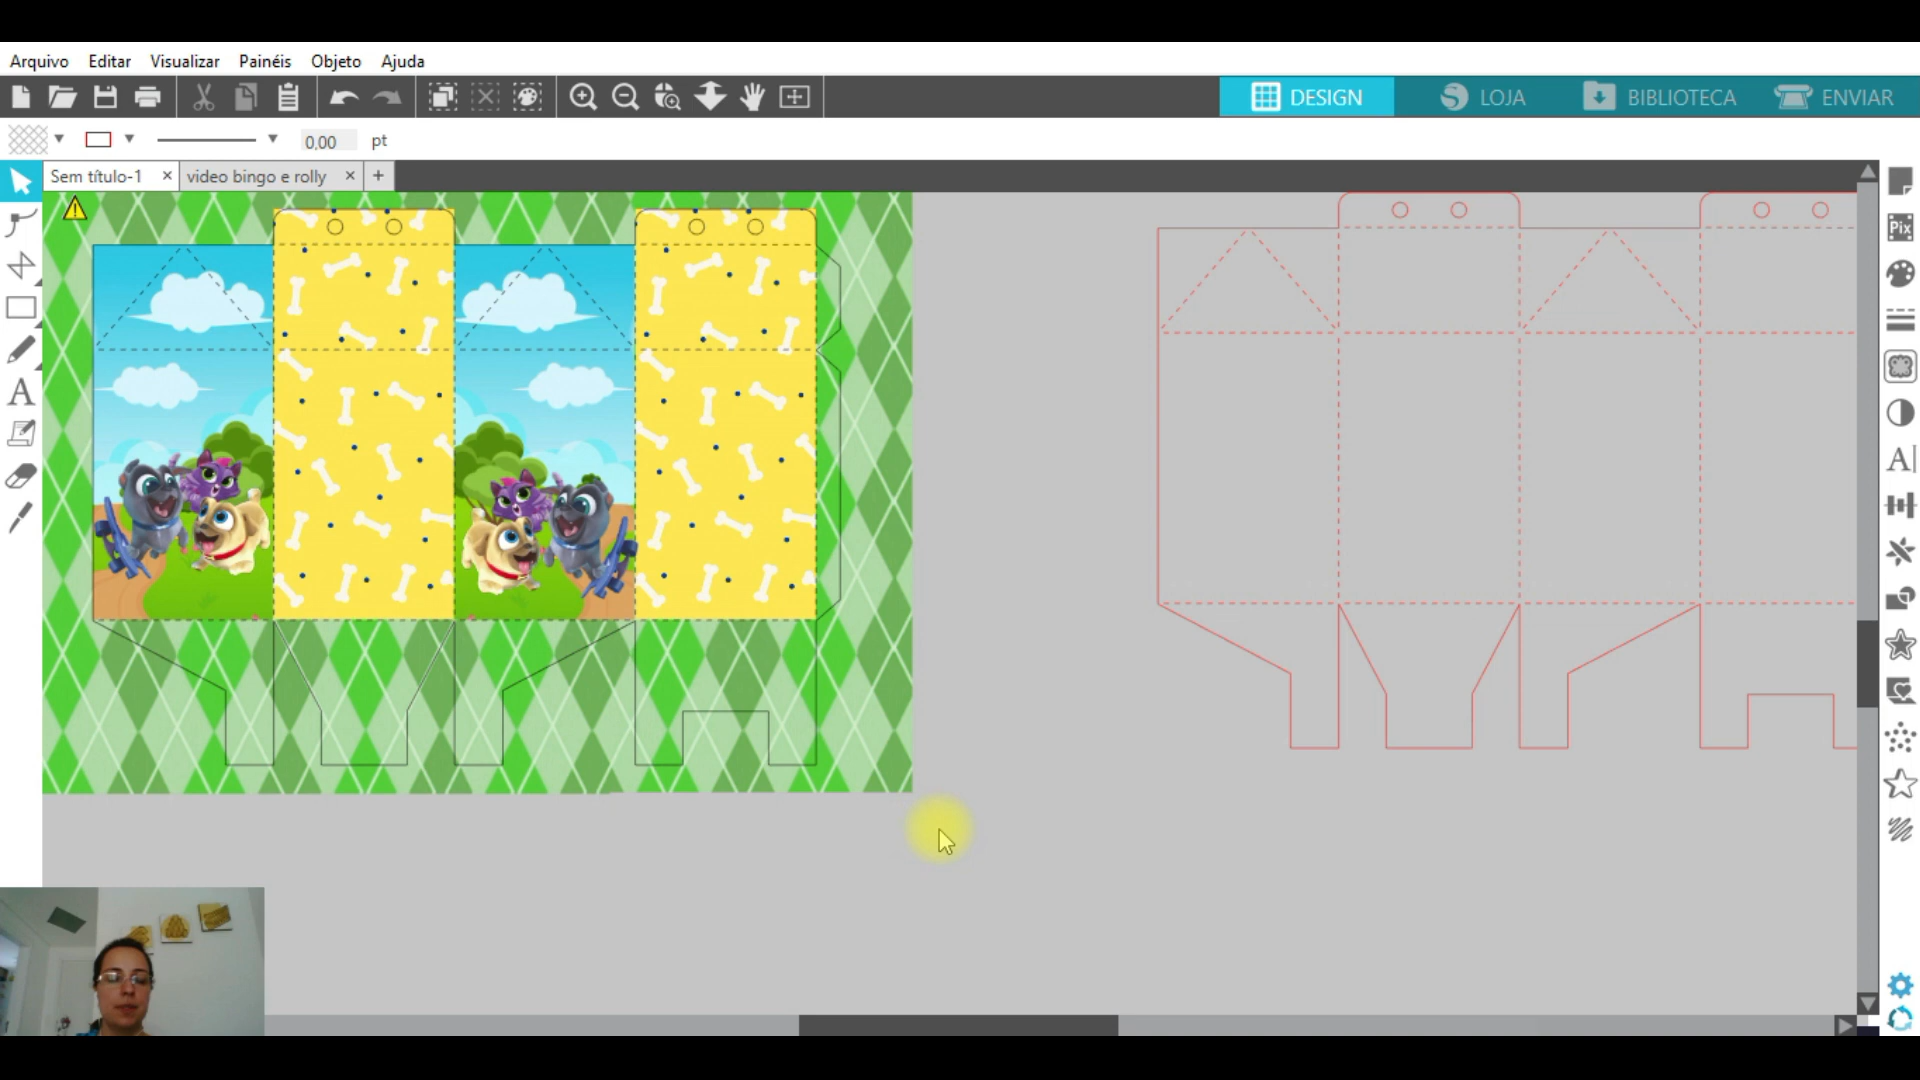 Arquivo Editar Visualizar Painéis Objeto Ajuda
DESIGN LOJA BIBLIOTECA ENVIAR
0,00 pt
Sem título-1 × video bingo e rolly × +
A
Pix
A